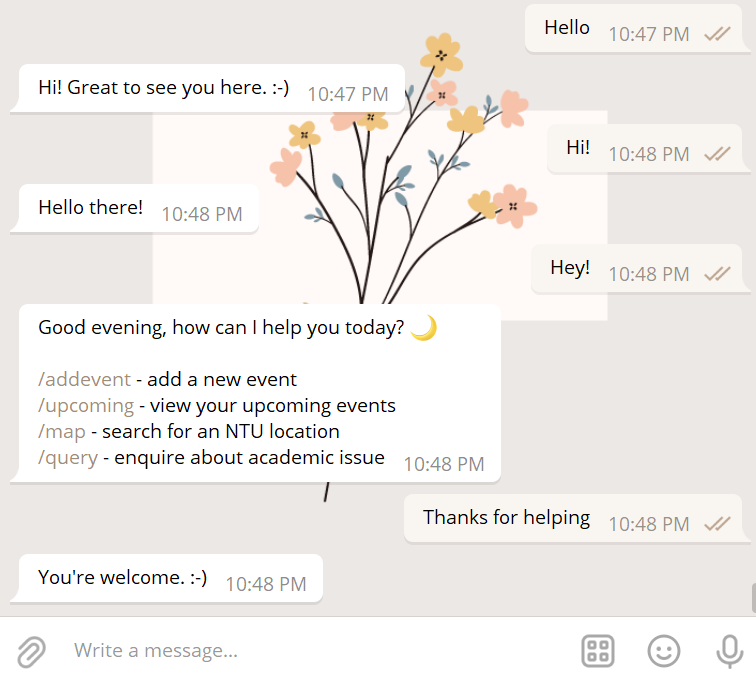 Hello 10:47 PM
Hi! Great to see you here. :-) 10:47 PM
Hi! 10:48 PM
Hello there! 10:48 PM
Hey! 10:48 PM
Good evening, how can I help you today? 🌙
/addevent - add a new event
/upcoming - view your upcoming events
/map - search for an NTU location
/query - enquire about academic issue 10:48 PM
Thanks for helping 10:48 PM
You're welcome. :-) 10:48 PM
Write a message...